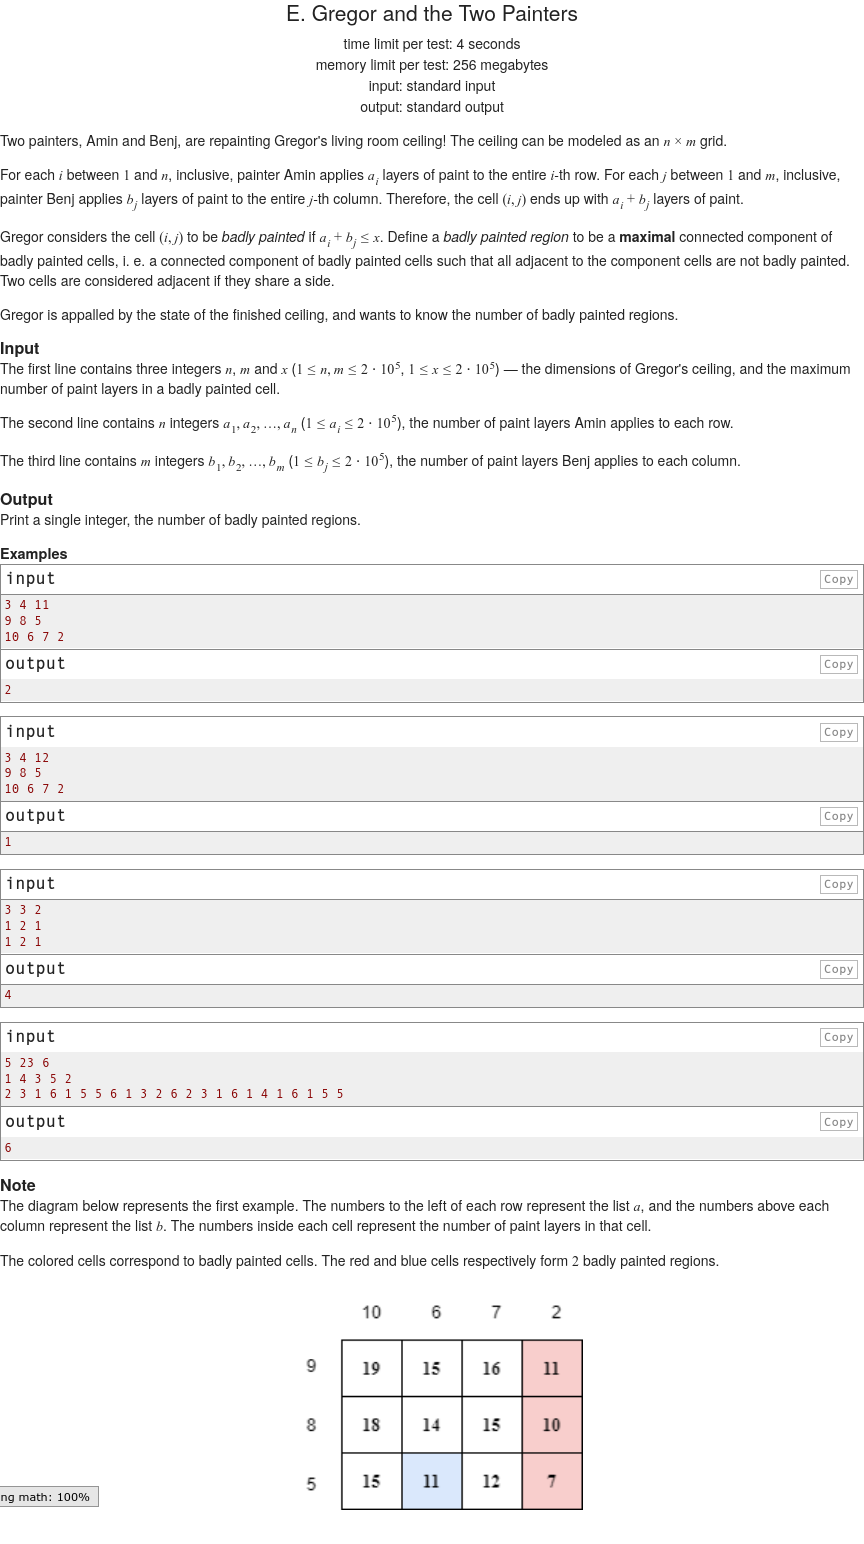 E. Gregor and the Two Painters
time limit per test: 4 seconds
memory limit per test: 256 megabytes
input: standard input
output: standard output
Two painters, Amin and Benj, are repainting Gregor's living room ceiling! The ceiling can be modeled as an n × m grid.
For each i between 1 and n, inclusive, painter Amin applies a_i layers of paint to the entire i-th row. For each j between 1 and m, inclusive,
painter Benj applies b_j layers of paint to the entire j-th column. Therefore, the cell (i, j) ends up with a_i + b_j layers of paint.
Gregor considers the cell (i, j) to be badly painted if a_i + b_j ≤ x. Define a badly painted region to be a maximal connected component of
badly painted cells, i. e. a connected component of badly painted cells such that all adjacent to the component cells are not badly painted.
Two cells are considered adjacent if they share a side.
Gregor is appalled by the state of the finished ceiling, and wants to know the number of badly painted regions.
Input
The first line contains three integers n, m and x (1 ≤ n, m ≤ 2 · 10^5, 1 ≤ x ≤ 2 · 10^5) — the dimensions of Gregor's ceiling, and the maximum
number of paint layers in a badly painted cell.
The second line contains n integers a_1, a_2, …, a_n (1 ≤ a_i ≤ 2 · 10^5), the number of paint layers Amin applies to each row.
The third line contains m integers b_1, b_2, …, b_m (1 ≤ b_j ≤ 2 · 10^5), the number of paint layers Benj applies to each column.
Output
Print a single integer, the number of badly painted regions.
Examples
input Copy
3 4 11
9 8 5
10 6 7 2
output Copy
2
input Copy
3 4 12
9 8 5
10 6 7 2
output Copy
1
input Copy
3 3 2
1 2 1
1 2 1
output Copy
4
input Copy
5 23 6
1 4 3 5 2
2 3 1 6 1 5 5 6 1 3 2 6 2 3 1 6 1 4 1 6 1 5 5
output Copy
6
Note
The diagram below represents the first example. The numbers to the left of each row represent the list a, and the numbers above each
column represent the list b. The numbers inside each cell represent the number of paint layers in that cell.
The colored cells correspond to badly painted cells. The red and blue cells respectively form 2 badly painted regions.
10 6 7 2
9 19 15 16 11
8 18 14 15 10
5 15 11 12 7
ng math: 100%